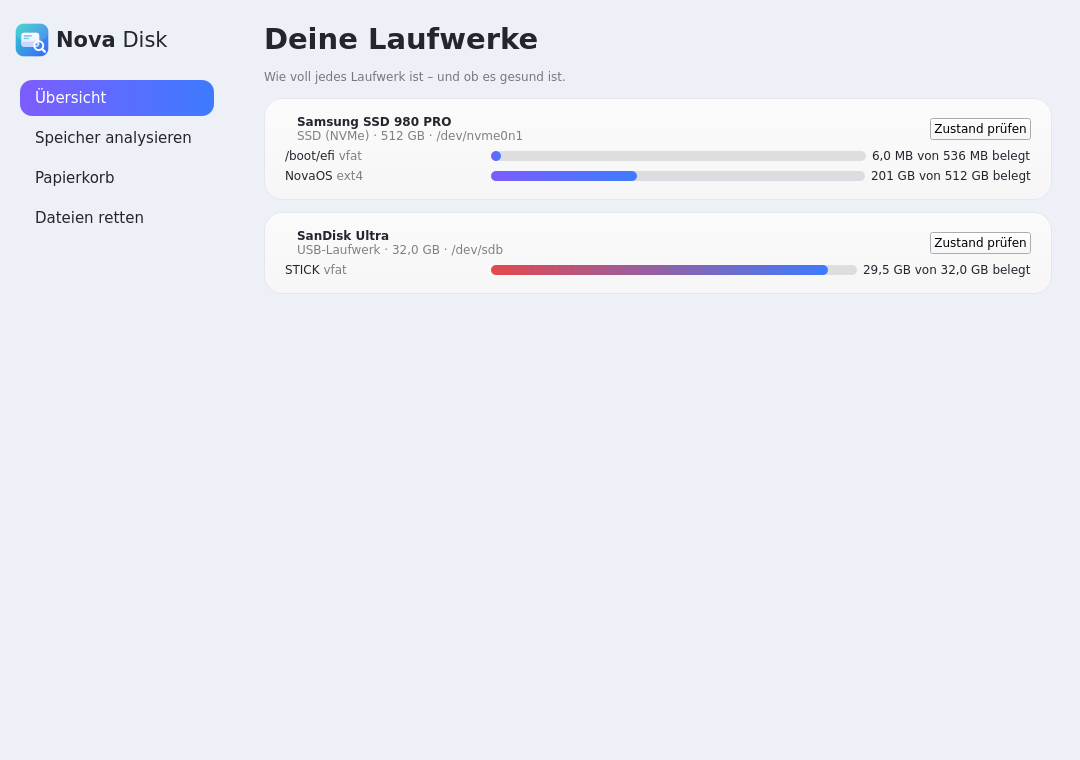 Nova Disk
Übersicht
Speicher analysieren
Papierkorb
Dateien retten
Deine Laufwerke
Wie voll jedes Laufwerk ist – und ob es gesund ist.
Samsung SSD 980 PRO
SSD (NVMe) · 512 GB · /dev/nvme0n1
Zustand prüfen
/boot/efi vfat 6,0 MB von 536 MB belegt
NovaOS ext4 201 GB von 512 GB belegt
SanDisk Ultra
USB-Laufwerk · 32,0 GB · /dev/sdb
Zustand prüfen
STICK vfat 29,5 GB von 32,0 GB belegt